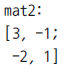 mat2:
[3, -1;
-2, 1]